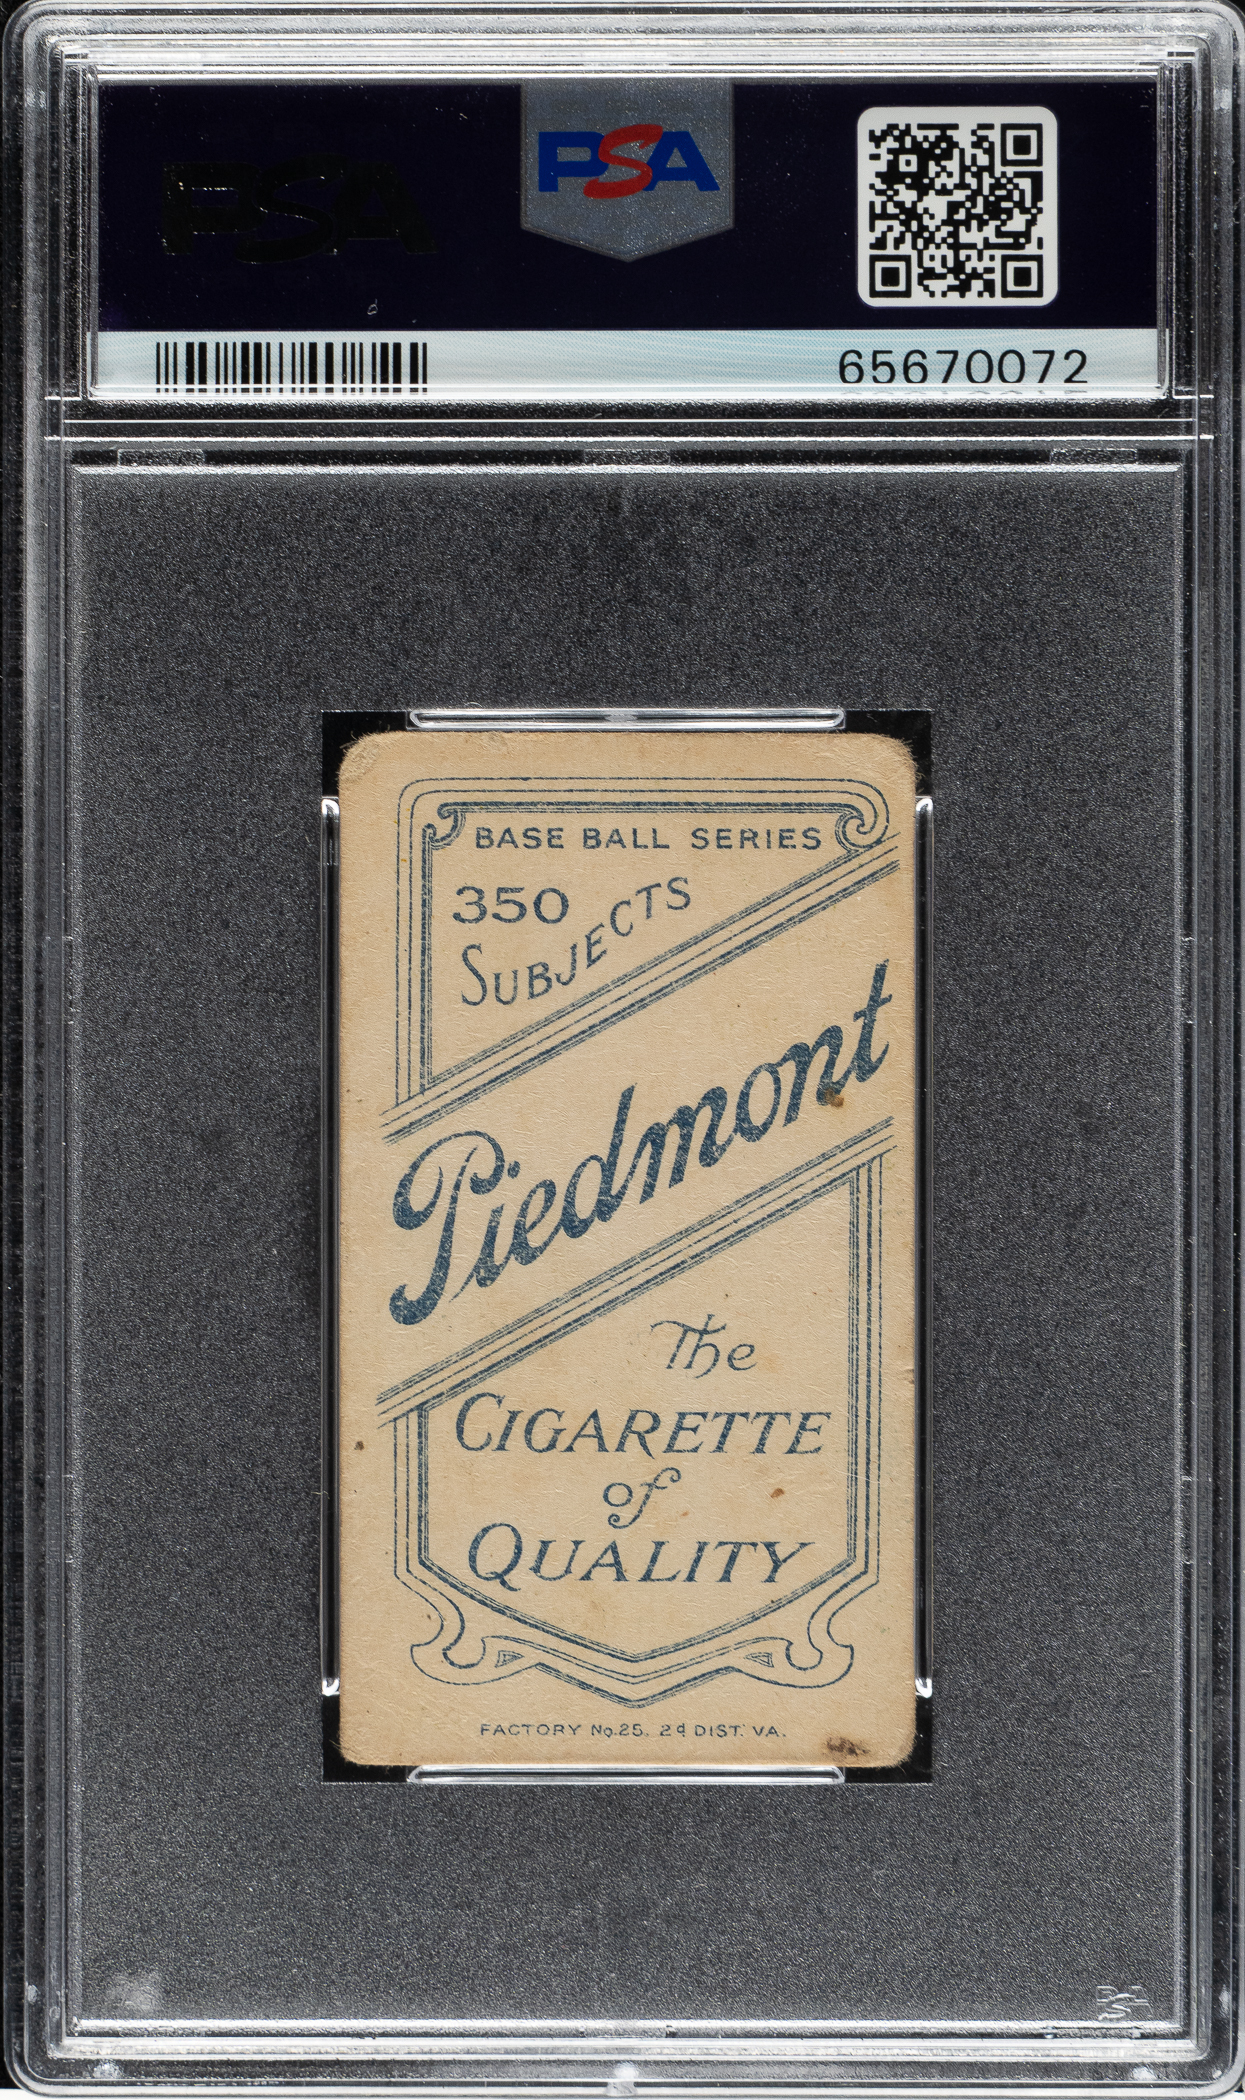 PSA
PSA
65670072
BASE BALL SERIES
350
SUBJECTS
Piedmont
The
CIGARETTE
of
QUALITY
FACTORY No. 25. 2d DIST. VA.
PSA